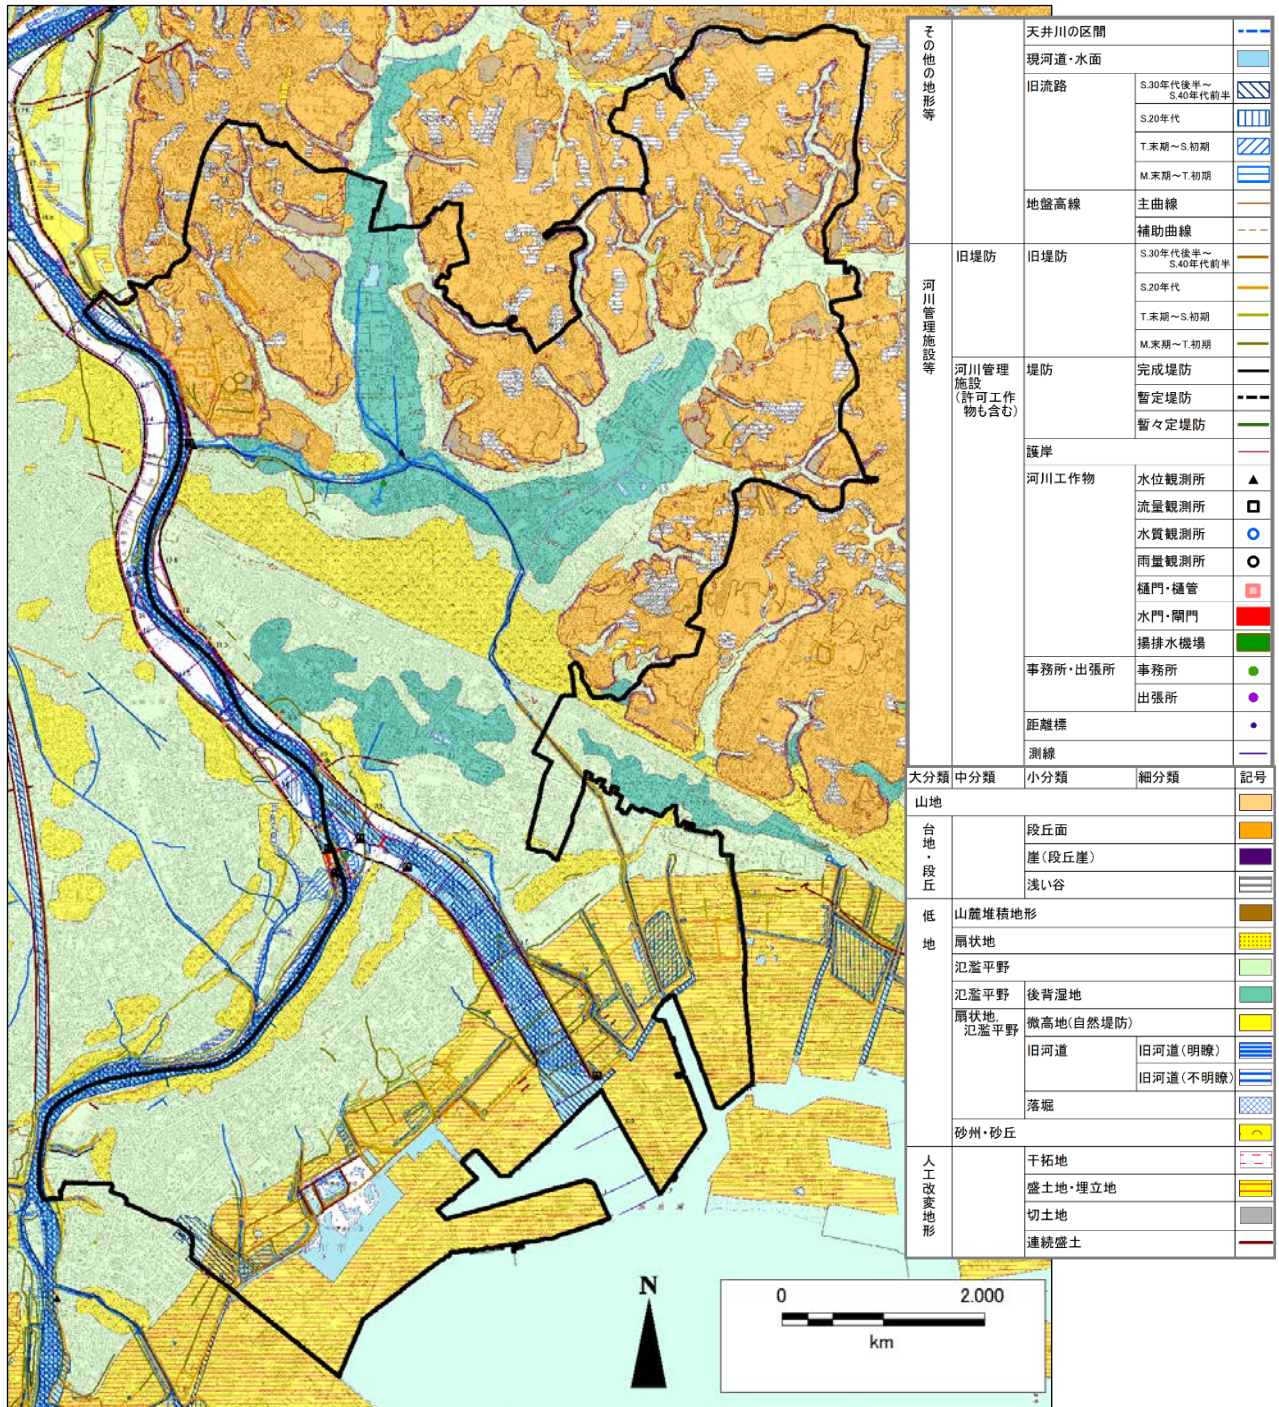 その他の地形等
天井川の区間
現河道・水面
旧流路
S.30年代後半～
S.40年代前半
S.20年代
T.末期～S.初期
M.末期～T.初期
地盤高線
主曲線
補助曲線
河川管理施設等
旧堤防
旧堤防
S.30年代後半～
S.40年代前半
S.20年代
T.末期～S.初期
M.末期～T.初期
河川管理
施設
(許可工作
物も含む)
堤防
完成堤防
暫定堤防
暫々定堤防
護岸
河川工作物
水位観測所
流量観測所
水質観測所
雨量観測所
樋門・樋管
水門・閘門
揚排水機場
事務所・出張所
事務所
出張所
距離標
測線
大分類 中分類 小分類 細分類 記号
山地
台地・段丘
段丘面
崖(段丘崖)
浅い谷
低地
山麓堆積地形
扇状地
氾濫平野
氾濫平野
後背湿地
扇状地,
氾濫平野
微高地(自然堤防)
旧河道
旧河道(明瞭)
旧河道(不明瞭)
落堀
砂州・砂丘
人工改変地形
干拓地
盛土地・埋立地
切土地
連続盛土
N
0 2.000
km